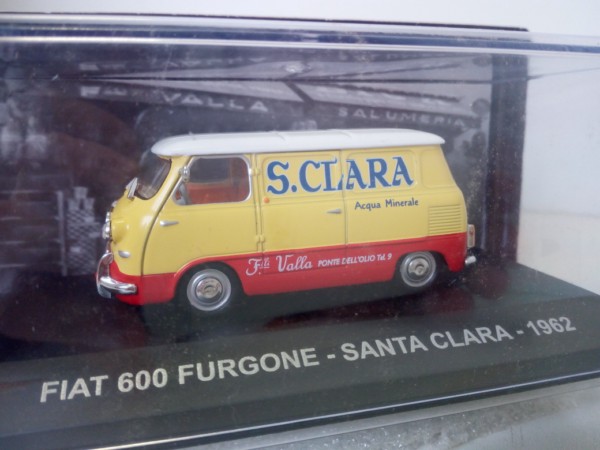 VALLA
SALUMERIA
S.CLARA
Acqua Minerale
F.lli Valla PONTE DELL'OLIO Tel. 9
FIAT 600 FURGONE - SANTA CLARA - 1962